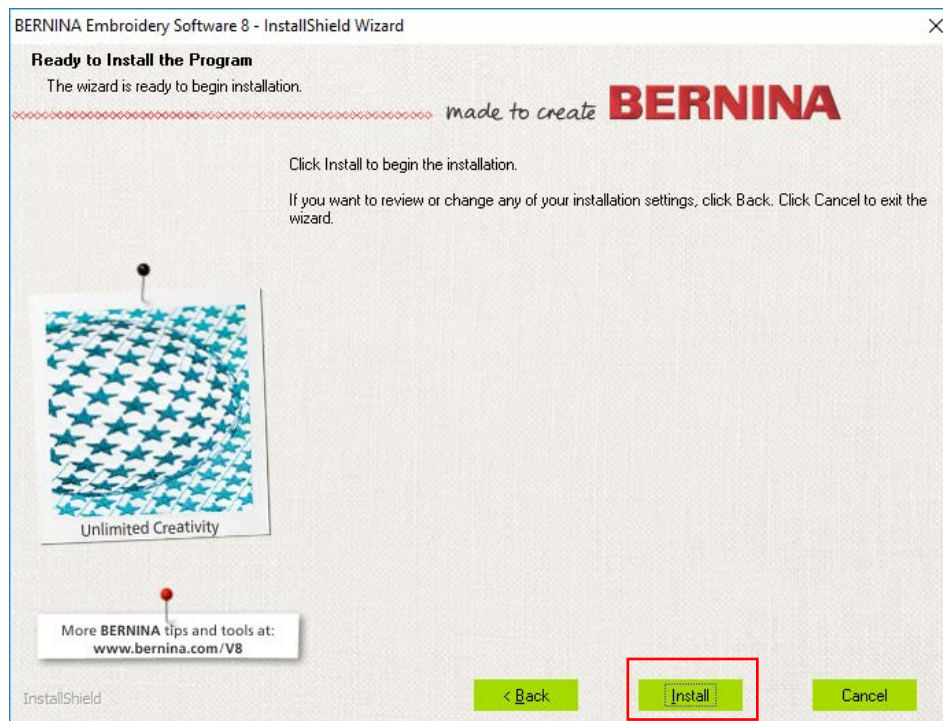 BERNINA Embroidery Software 8 - InstallShield Wizard
Ready to Install the Program
The wizard is ready to begin installation.
made to create BERNINA
Click Install to begin the installation.
If you want to review or change any of your installation settings, click Back. Click Cancel to exit the
wizard.
Unlimited Creativity
More BERNINA tips and tools at:
www.bernina.com/V8
InstallShield
< Back
Install
Cancel